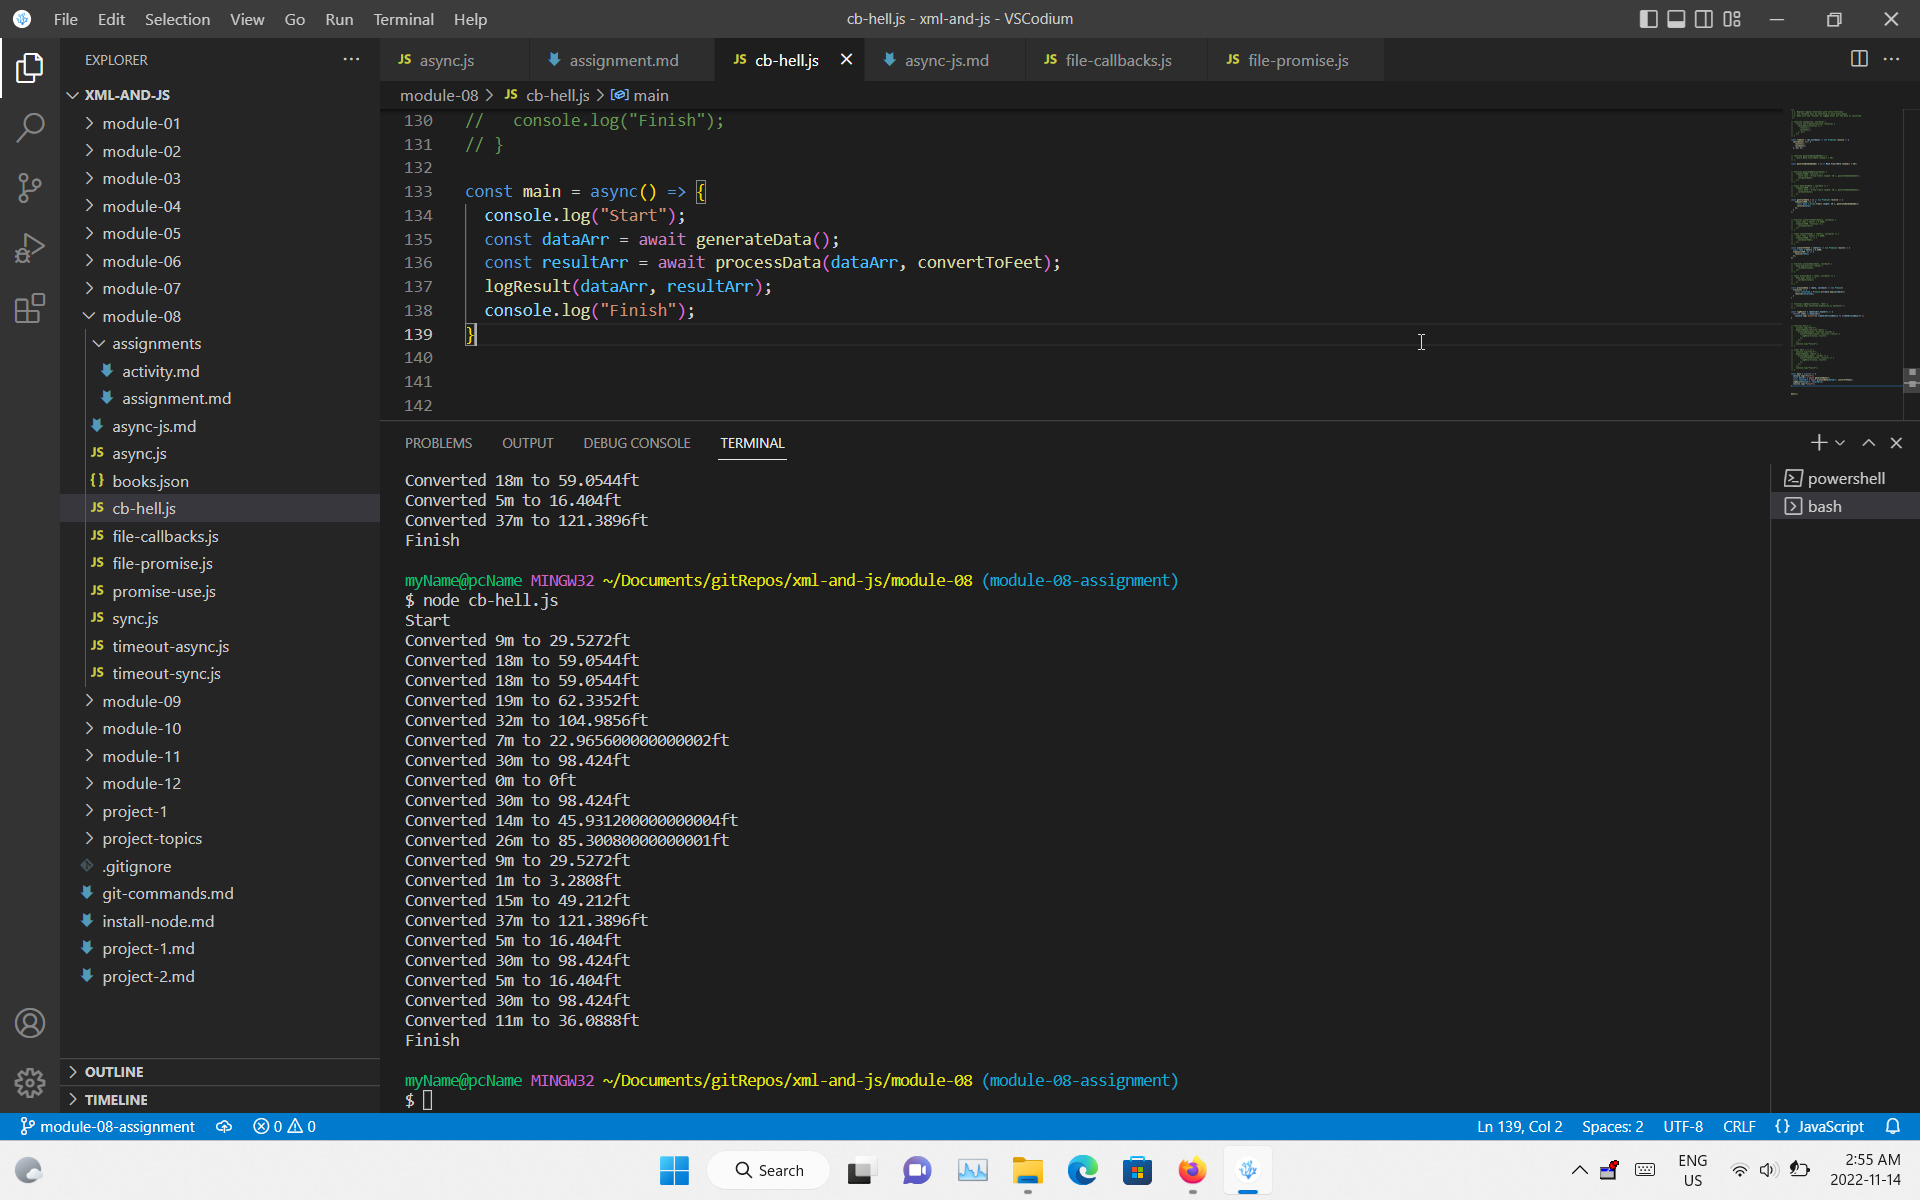 File Edit Selection View Go Run Terminal Help
cb-hell.js - xml-and-js - VSCodium
EXPLORER
XML-AND-JS
module-01
module-02
module-03
module-04
module-05
module-06
module-07
module-08
assignments
activity.md
assignment.md
async-js.md
async.js
books.json
cb-hell.js
file-callbacks.js
file-promise.js
promise-use.js
sync.js
timeout-async.js
timeout-sync.js
module-09
module-10
module-11
module-12
project-1
project-topics
.gitignore
git-commands.md
install-node.md
project-1.md
project-2.md
OUTLINE
TIMELINE
JS async.js assignment.md JS cb-hell.js async-js.md JS file-callbacks.js JS file-promise.js
module-08 > JS cb-hell.js > main
130 //   console.log("Finish");
131 // }
132
133 const main = async() => {
134   console.log("Start");
135   const dataArr = await generateData();
136   const resultArr = await processData(dataArr, convertToFeet);
137   logResult(dataArr, resultArr);
138   console.log("Finish");
139 }
140
141
142
PROBLEMS OUTPUT DEBUG CONSOLE TERMINAL
powershell
bash
Converted 18m to 59.0544ft
Converted 5m to 16.404ft
Converted 37m to 121.3896ft
Finish
myName@pcName MINGW32 ~/Documents/gitRepos/xml-and-js/module-08 (module-08-assignment)
$ node cb-hell.js
Start
Converted 9m to 29.5272ft
Converted 18m to 59.0544ft
Converted 18m to 59.0544ft
Converted 19m to 62.3352ft
Converted 32m to 104.9856ft
Converted 7m to 22.965600000000002ft
Converted 30m to 98.424ft
Converted 0m to 0ft
Converted 30m to 98.424ft
Converted 14m to 45.931200000000004ft
Converted 26m to 85.30080000000001ft
Converted 9m to 29.5272ft
Converted 1m to 3.2808ft
Converted 15m to 49.212ft
Converted 37m to 121.3896ft
Converted 5m to 16.404ft
Converted 30m to 98.424ft
Converted 5m to 16.404ft
Converted 30m to 98.424ft
Converted 11m to 36.0888ft
Finish
myName@pcName MINGW32 ~/Documents/gitRepos/xml-and-js/module-08 (module-08-assignment)
$
module-08-assignment 0 0 Ln 139, Col 2 Spaces: 2 UTF-8 CRLF {} JavaScript
Search
ENG
US
2:55 AM
2022-11-14